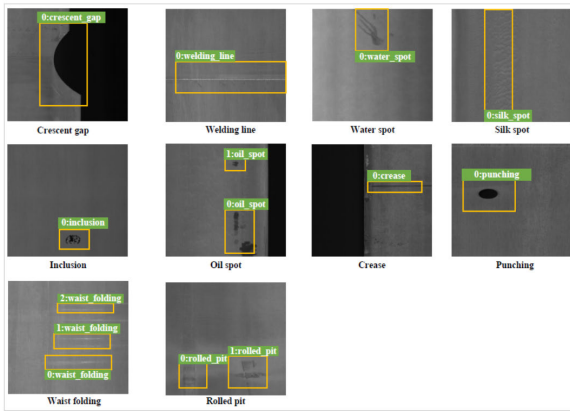 0:crescent_gap
0:welding_line
0:water_spot
0:silk_spot
Crescent gap
Welding line
Water spot
Silk spot
0:inclusion
1:oil_spot
0:oil_spot
0:crease
0:punching
Inclusion
Oil spot
Crease
Punching
2:waist_folding
1:waist_folding
0:waist_folding
0:rolled_pit
1:rolled_pit
Waist folding
Rolled pit